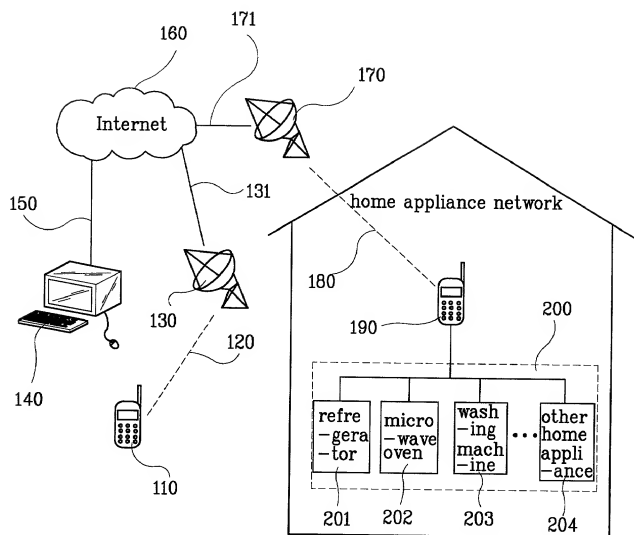 160
171
170
Internet
150
131
home appliance network
180
130
120
190
200
140
110
refre
-gera
-tor
micro
-wave
oven
wash
-ing
mach
-ine
•••
other
home
appli
-ance
201
202
203
204